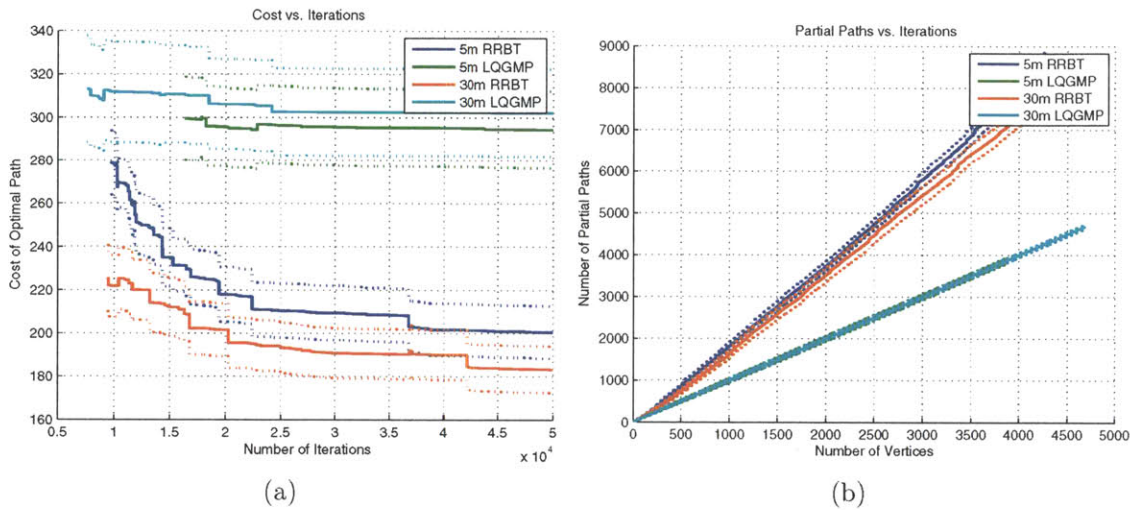 Cost vs. Iterations
340
320
300
280
260
240
220
200
180
160
0.5
1
1.5
2
2.5
3
3.5
4
4.5
5
x 10⁴
Cost of Optimal Path
Number of Iterations
5m RRBT
5m LQGMP
30m RRBT
30m LQGMP
(a)
Partial Paths vs. Iterations
9000
8000
7000
6000
5000
4000
3000
2000
1000
0
0
500
1000
1500
2000
2500
3000
3500
4000
4500
5000
Number of Partial Paths
Number of Vertices
5m RRBT
5m LQGMP
30m RRBT
30m LQGMP
(b)